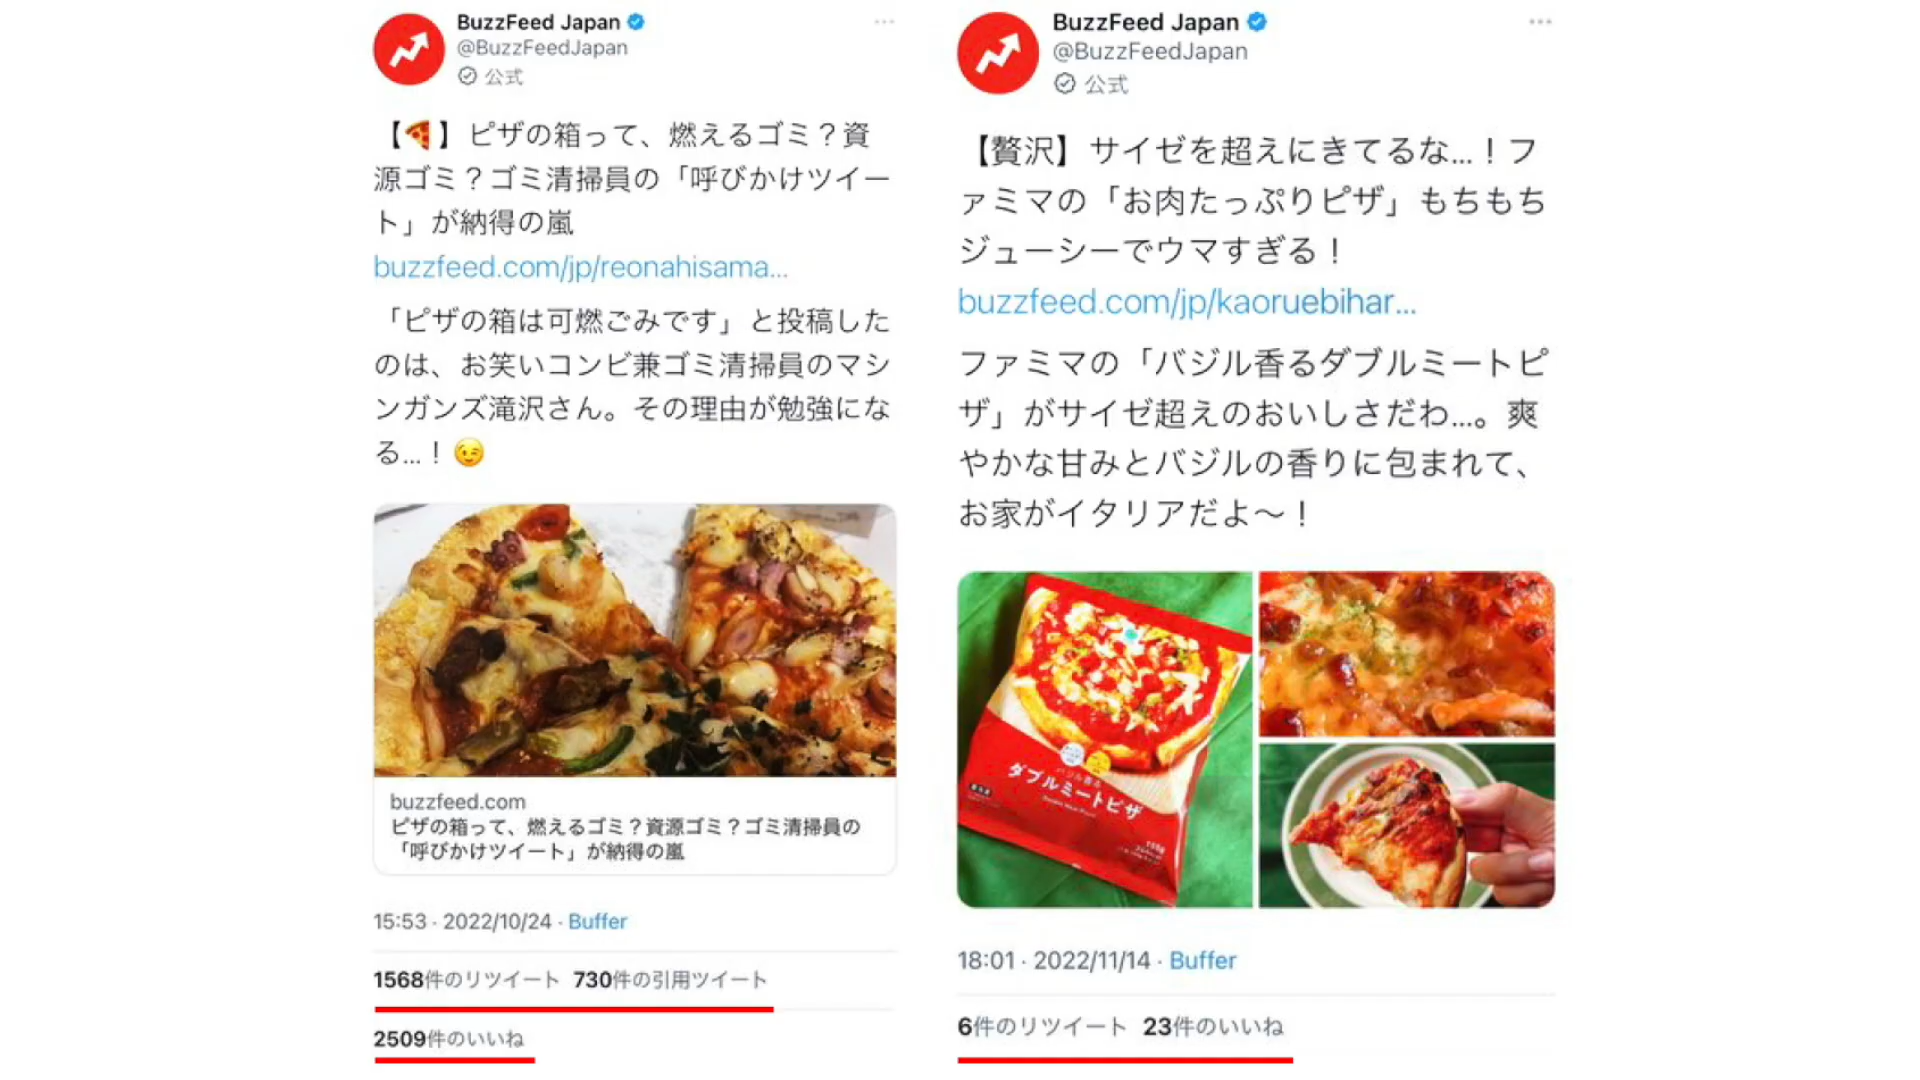 BuzzFeed Japan
@BuzzFeedJapan
公式
【🍕】ピザの箱って、燃えるゴミ？資
源ゴミ？ゴミ清掃員の「呼びかけツイー
ト」が納得の嵐
buzzfeed.com/jp/reonahisama...
「ピザの箱は可燃ごみです」と投稿した
のは、お笑いコンビ兼ゴミ清掃員のマシ
ンガンズ滝沢さん。その理由が勉強にな
る...！😉
buzzfeed.com
ピザの箱って、燃えるゴミ？資源ゴミ？ゴミ清掃員の
「呼びかけツイート」が納得の嵐
15:53 · 2022/10/24 · Buffer
1568件のリツイート 730件の引用ツイート
2509件のいいね
BuzzFeed Japan
@BuzzFeedJapan
公式
【贅沢】サイゼを超えにきてるな...！フ
ァミマの「お肉たっぷりピザ」もちもち
ジューシーでウマすぎる！
buzzfeed.com/jp/kaoruebihar...
ファミマの「バジル香るダブルミートピ
ザ」がサイゼ超えのおいしさだわ...。爽
やかな甘みとバジルの香りに包まれて、
お家がイタリアだよ〜！
バジル香る
ダブルミートピザ
18:01 · 2022/11/14 · Buffer
6件のリツイート 23件のいいね